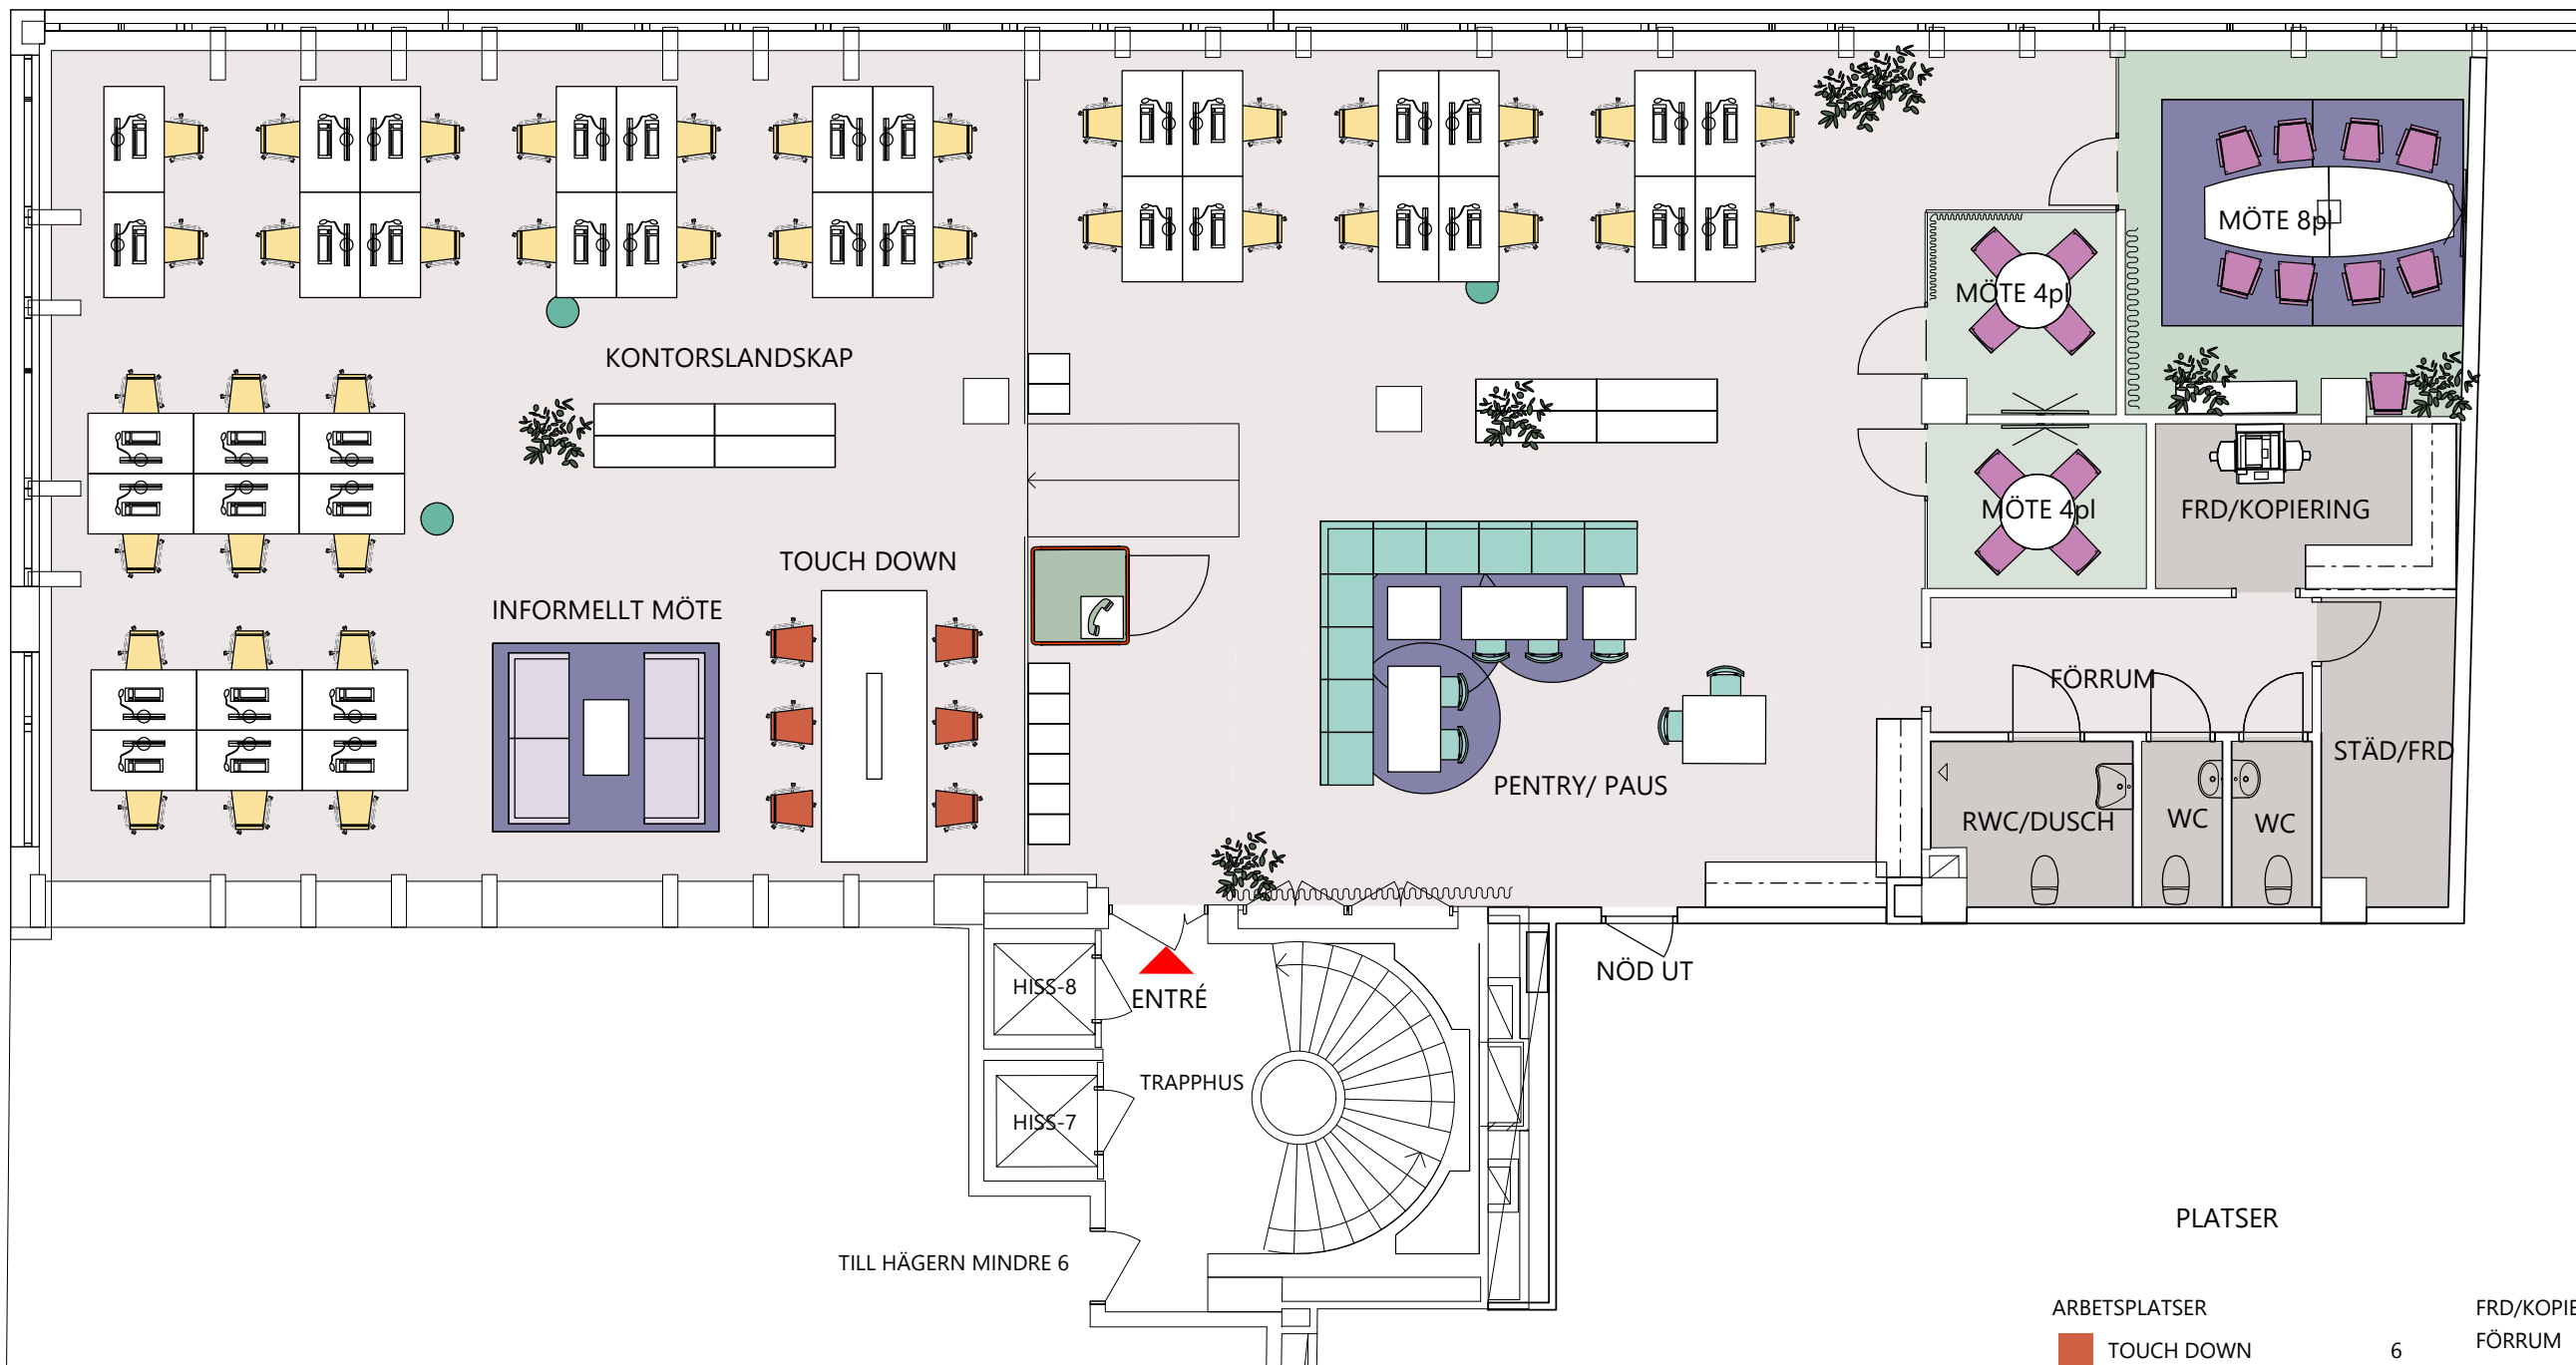 MÖTE 8pl
MÖTE 4pl
KONTORSLANDSKAP
MÖTE 4pl
FRD/KOPIERING
TOUCH DOWN
INFORMELLT MÖTE
FÖRRUM
STÄD/FRD
PENTRY/ PAUS
RWC/DUSCH
WC
WC
NÖD UT
HISS-8
ENTRÉ
TRAPPHUS
HISS-7
PLATSER
TILL HÄGERN MINDRE 6
ARBETSPLATSER
FRD/KOPIE
TOUCH DOWN 6
FÖRRUM